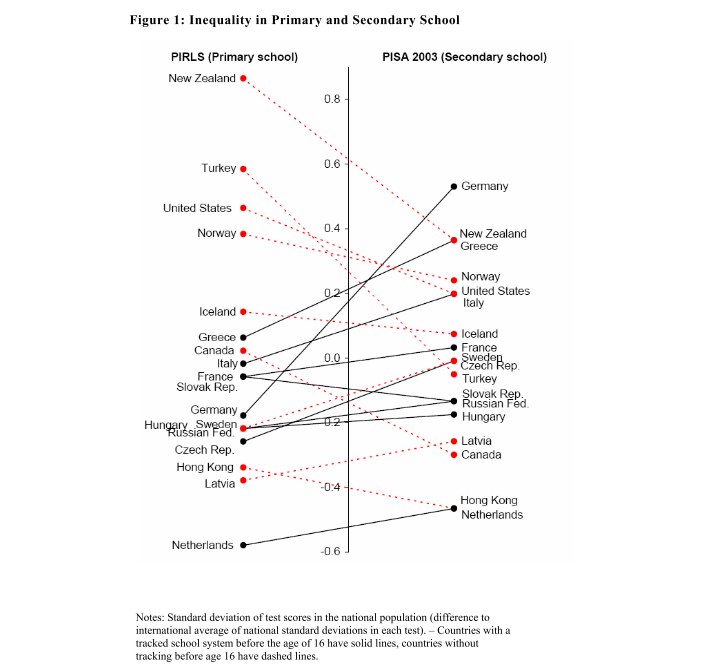 Figure 1: Inequality in Primary and Secondary School
PIRLS (Primary school)
PISA 2003 (Secondary school)
New Zealand
Turkey
United States
Norway
Iceland
Greece
Canada
Italy
France
Slovak Rep.
Germany
Hungary Sweden
Russian Fed.
Czech Rep.
Hong Kong
Latvia
Netherlands
0.8
0.6
0.4
0.2
0.0
-0.2
-0.4
-0.6
Germany
New Zealand
Greece
Norway
United States
Italy
Iceland
France
Sweden
Czech Rep.
Turkey
Slovak Rep.
Russian Fed.
Hungary
Latvia
Canada
Hong Kong
Netherlands
Notes: Standard deviation of test scores in the national population (difference to
international average of national standard deviations in each test). – Countries with a
tracked school system before the age of 16 have solid lines, countries without
tracking before age 16 have dashed lines.